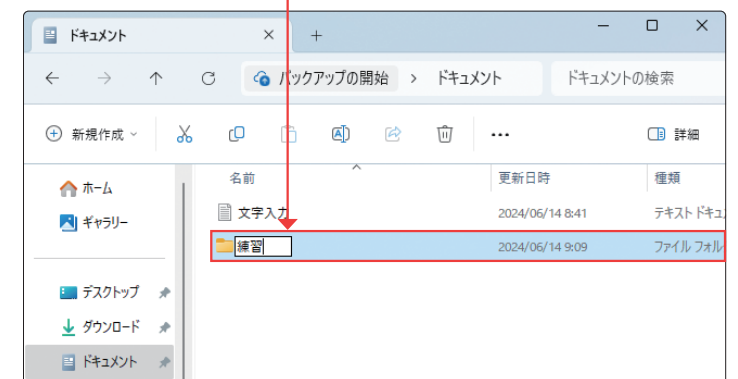 ドキュメント
バックアップの開始 > ドキュメント ドキュメントの検索
新規作成 詳細
名前 更新日時 種類
ホーム
文字入力 2024/06/14 8:41 テキスト ドキュ
ギャラリー
練習 2024/06/14 9:09 ファイル フォル
デスクトップ
ダウンロード
ドキュメント